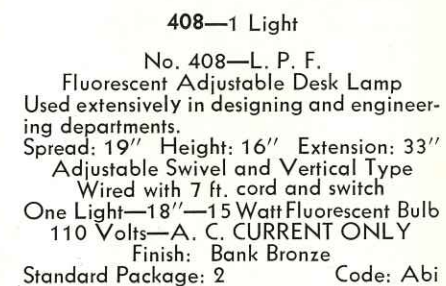 408—1 Light
No. 408—L. P. F.
Fluorescent Adjustable Desk Lamp
Used extensively in designing and engineer-
ing departments.
Spread: 19″ Height: 16″ Extension: 33″
Adjustable Swivel and Vertical Type
Wired with 7 ft. cord and switch
One Light—18″—15 Watt Fluorescent Bulb
110 Volts—A. C. CURRENT ONLY
Finish: Bank Bronze
Standard Package: 2 Code: Abi